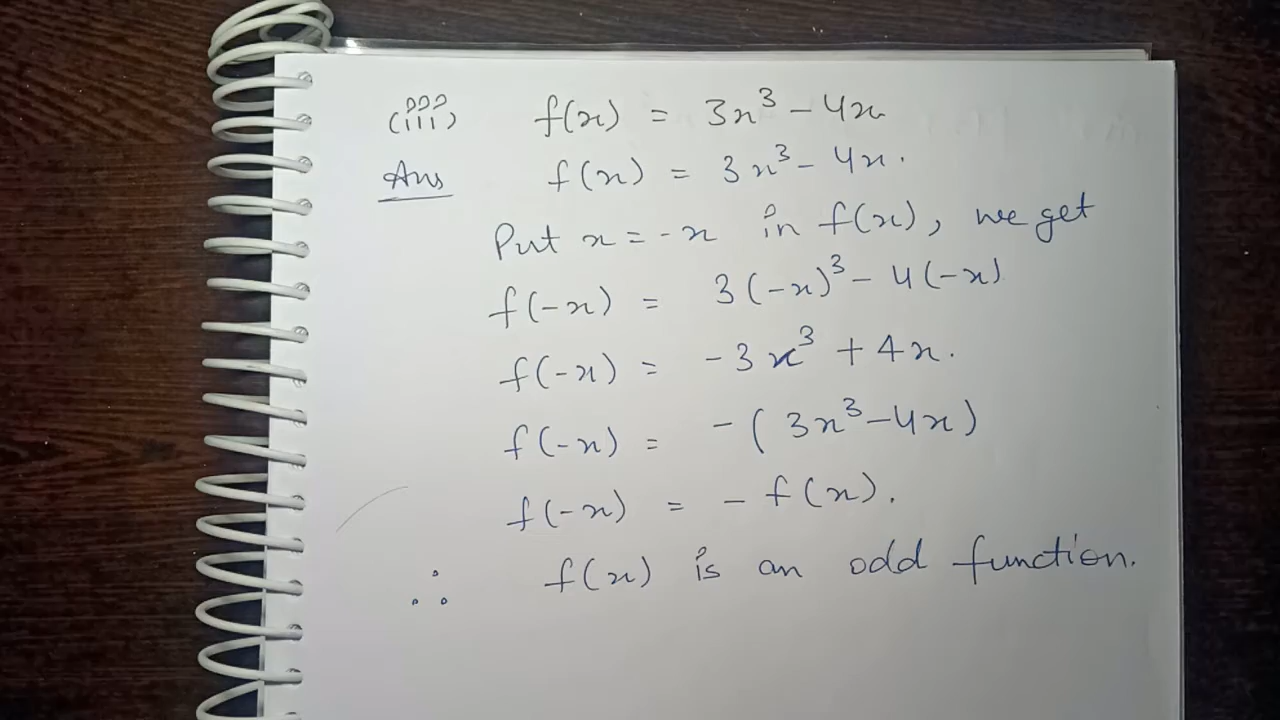 (iii) f(x) = 3x³ - 4x
Ans f(x) = 3x³ - 4x.
Put x = -x in f(x), we get
f(-x) = 3(-x)³ - 4(-x)
f(-x) = -3x³ + 4x.
f(-x) = -(3x³-4x)
f(-x) = - f(x).
∴ f(x) is an odd function.